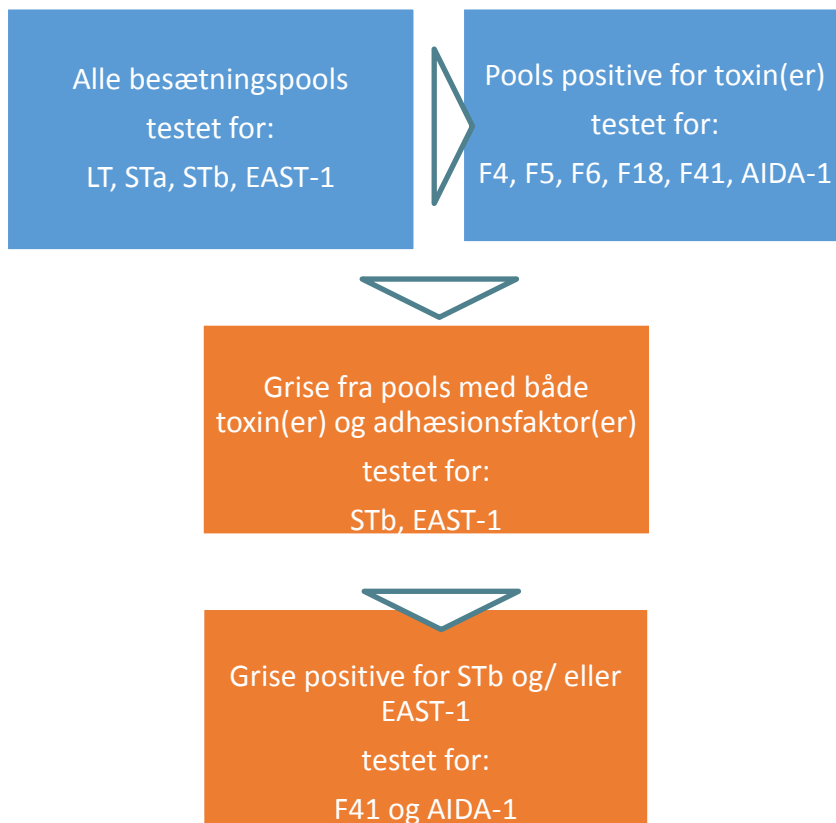 Alle besætningspools
testet for:
LT, STa, STb, EAST-1
Pools positive for toxin(er)
testet for:
F4, F5, F6, F18, F41, AIDA-1
Grise fra pools med både
toxin(er) og adhæsionsfaktor(er)
testet for:
STb, EAST-1
Grise positive for STb og/ eller
EAST-1
testet for:
F41 og AIDA-1